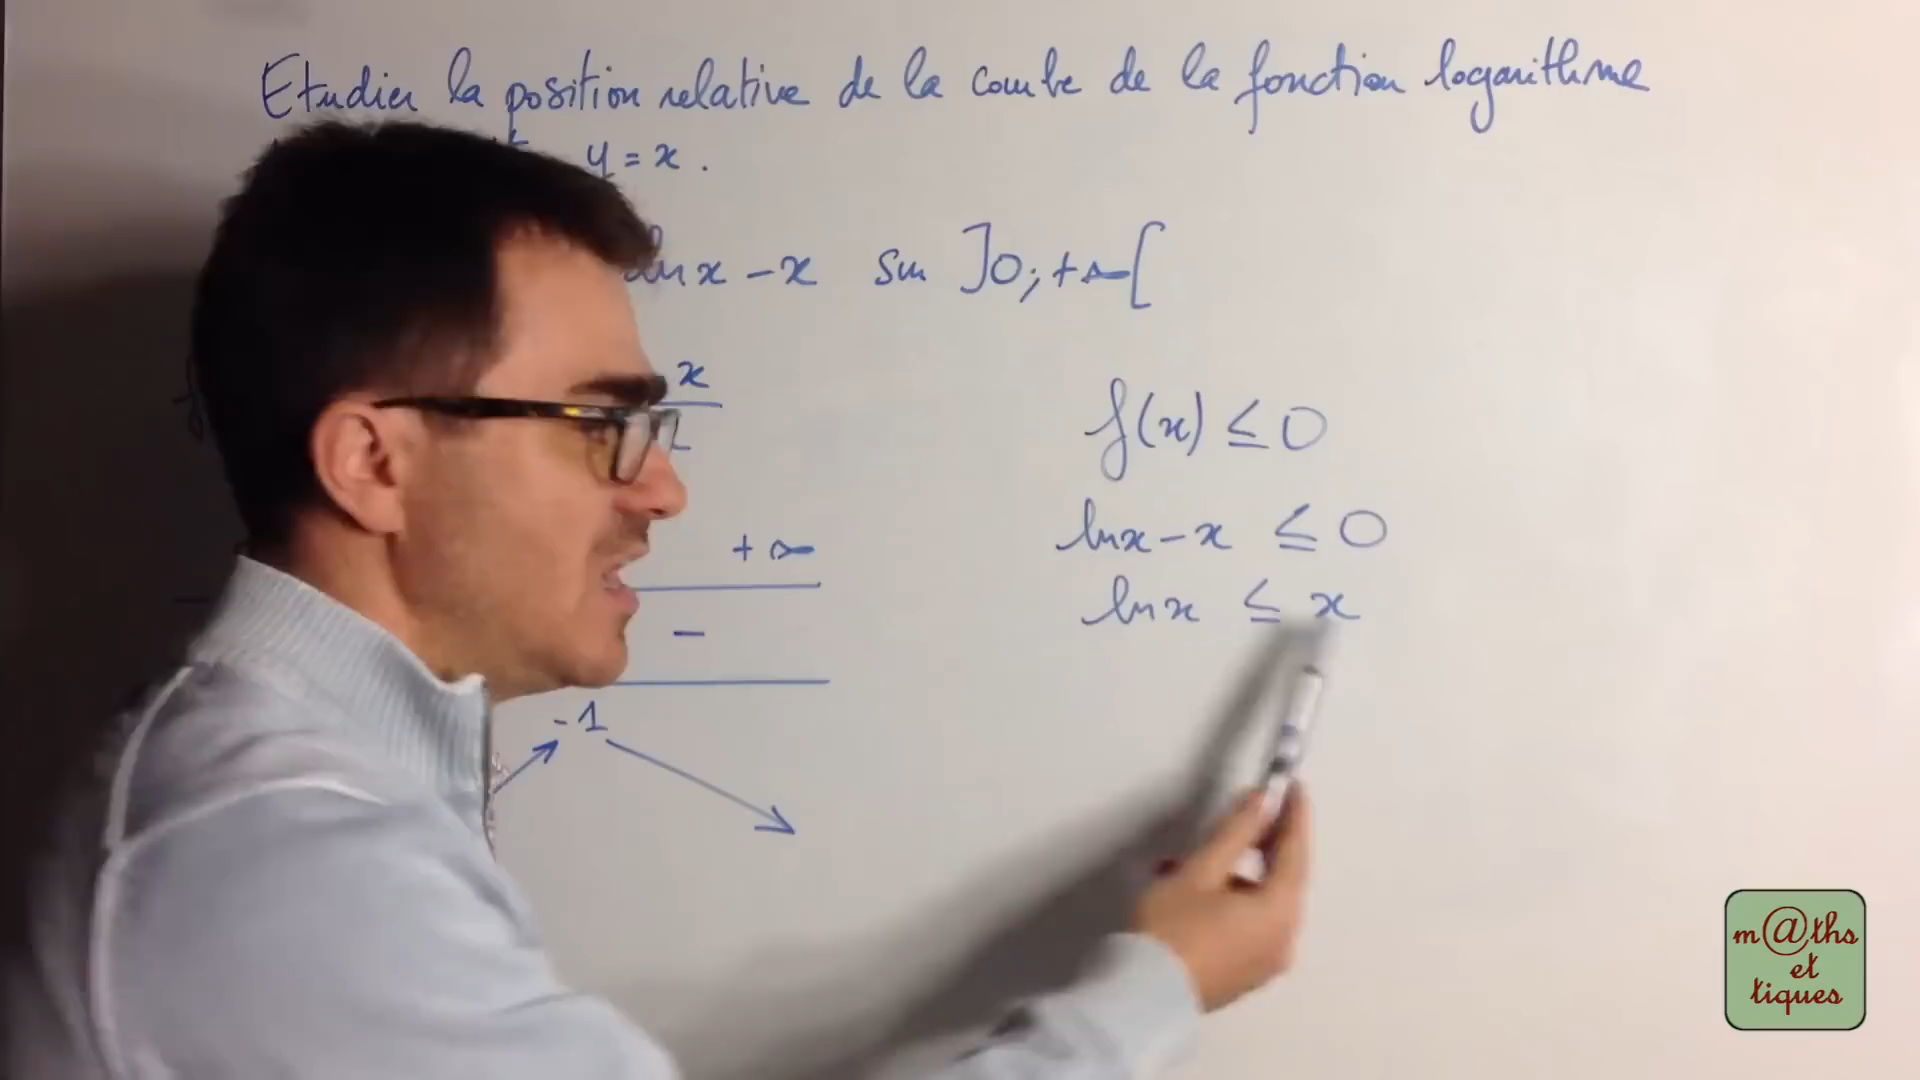 Etudier la position relative de la courbe de la fonction logarithme
y = x .
ln x - x sur ]0 ; +∞[
x
f(x) ≤ 0
ln x - x ≤ 0
+ ∞
ln x ≤ x
-
-1
m@ths
et
tiques